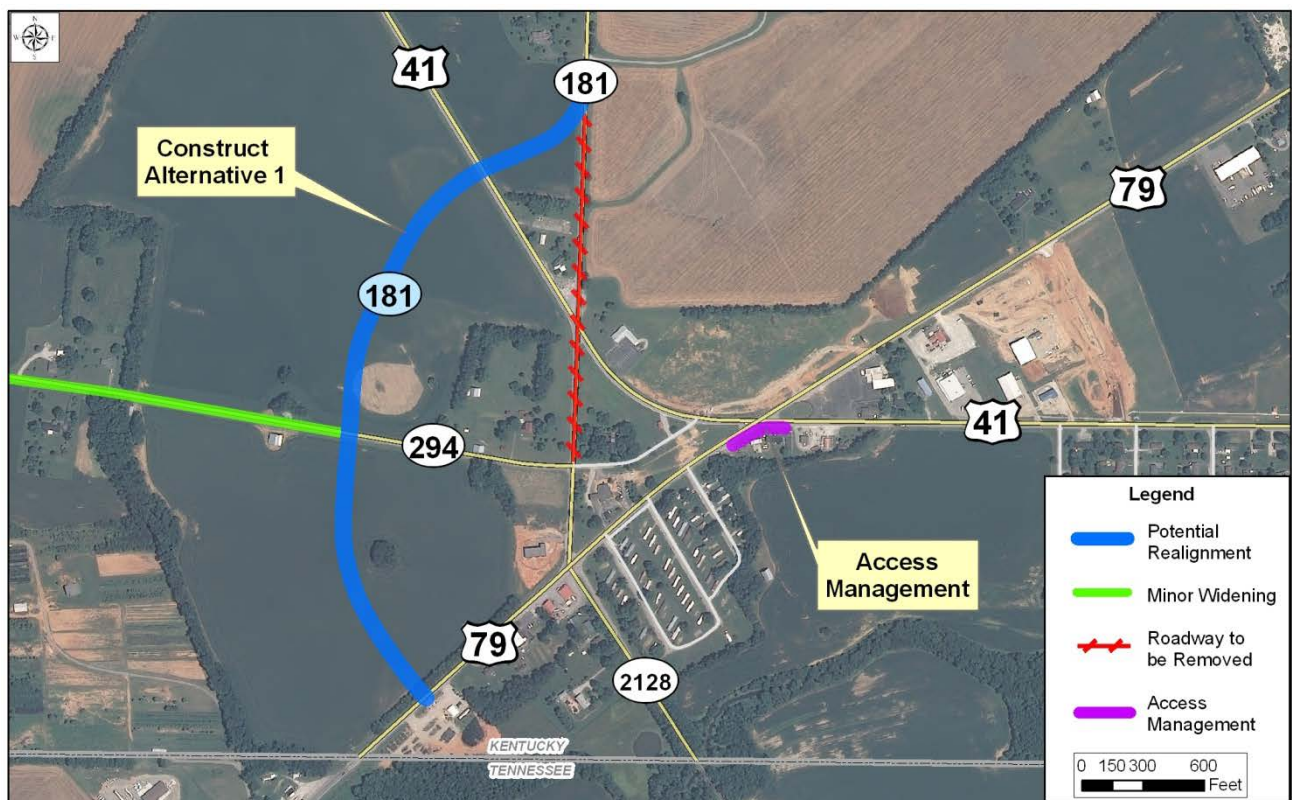 N
W
E
S
41
181
Construct
Alternative 1
79
181
41
294
Access
Management
79
2128
KENTUCKY
TENNESSEE
Legend
Potential
Realignment
Minor Widening
Roadway to
be Removed
Access
Management
0 150 300 600
Feet